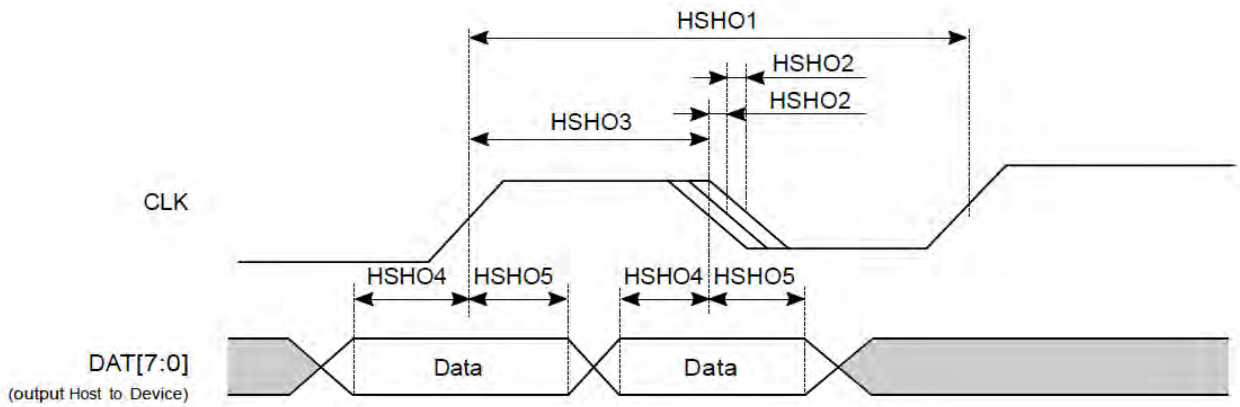 HSHO1
HSHO2
HSHO2
HSHO3
CLK
HSHO4 HSHO5 HSHO4 HSHO5
DAT[7:0] Data Data
(output Host to Device)